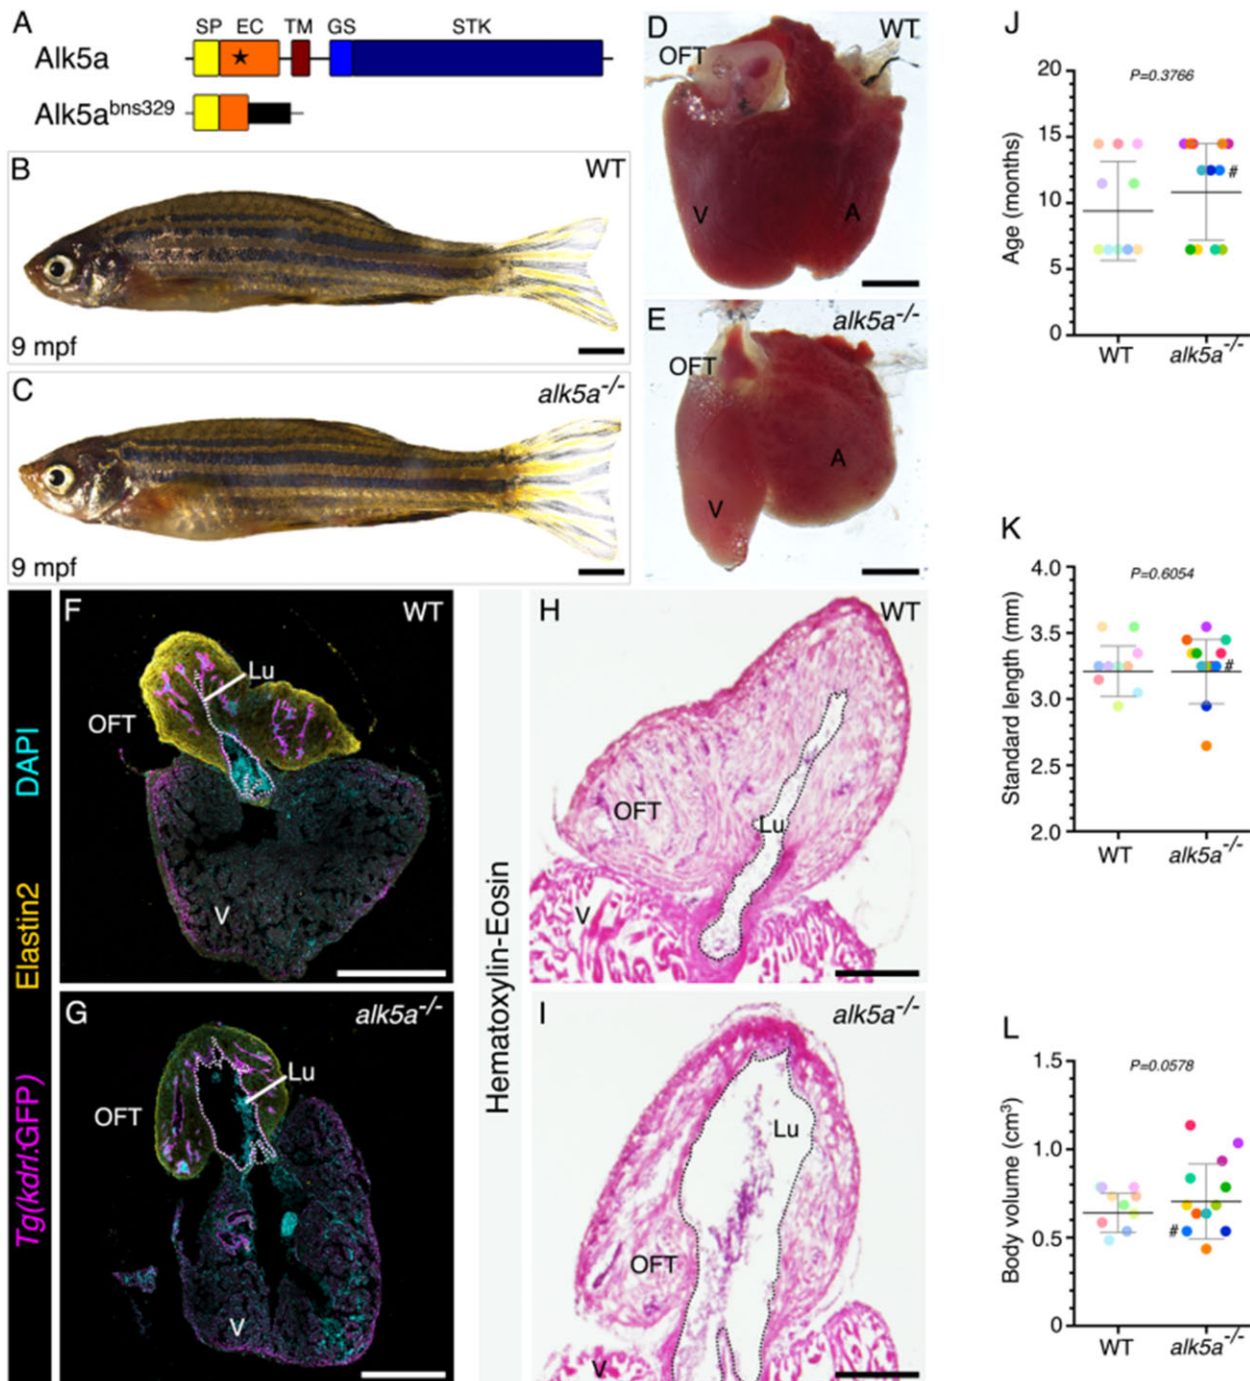 A
SP EC TM GS STK
Alk5a
Alk5a^bns329
B
WT
9 mpf
C
alk5a-/-
9 mpf
D
WT
OFT
V
A
E
alk5a-/-
OFT
A
V
Tg(kdrl:GFP) Elastin2 DAPI
F
WT
Lu
OFT
V
G
alk5a-/-
Lu
OFT
V
Hematoxylin-Eosin
H
WT
OFT
Lu
V
I
alk5a-/-
Lu
OFT
V
J
P=0.3766
Age (months)
20
15
10
5
0
#
WT
alk5a-/-
K
P=0.6054
Standard length (mm)
4.0
3.5
3.0
2.5
2.0
#
WT
alk5a-/-
L
P=0.0578
Body volume (cm³)
1.5
1.0
0.5
0
#
WT
alk5a-/-